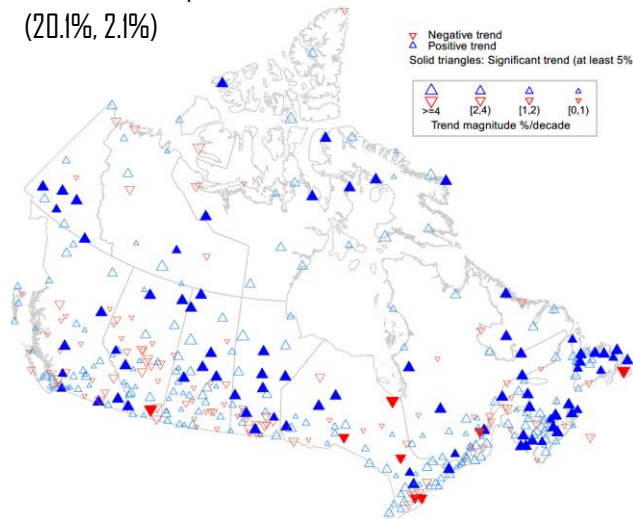 (20.1%, 2.1%)
Negative trend
Positive trend
Solid triangles: Significant trend (at least 5%
>=4 [2,4) [1,2) [0,1)
Trend magnitude %/decade